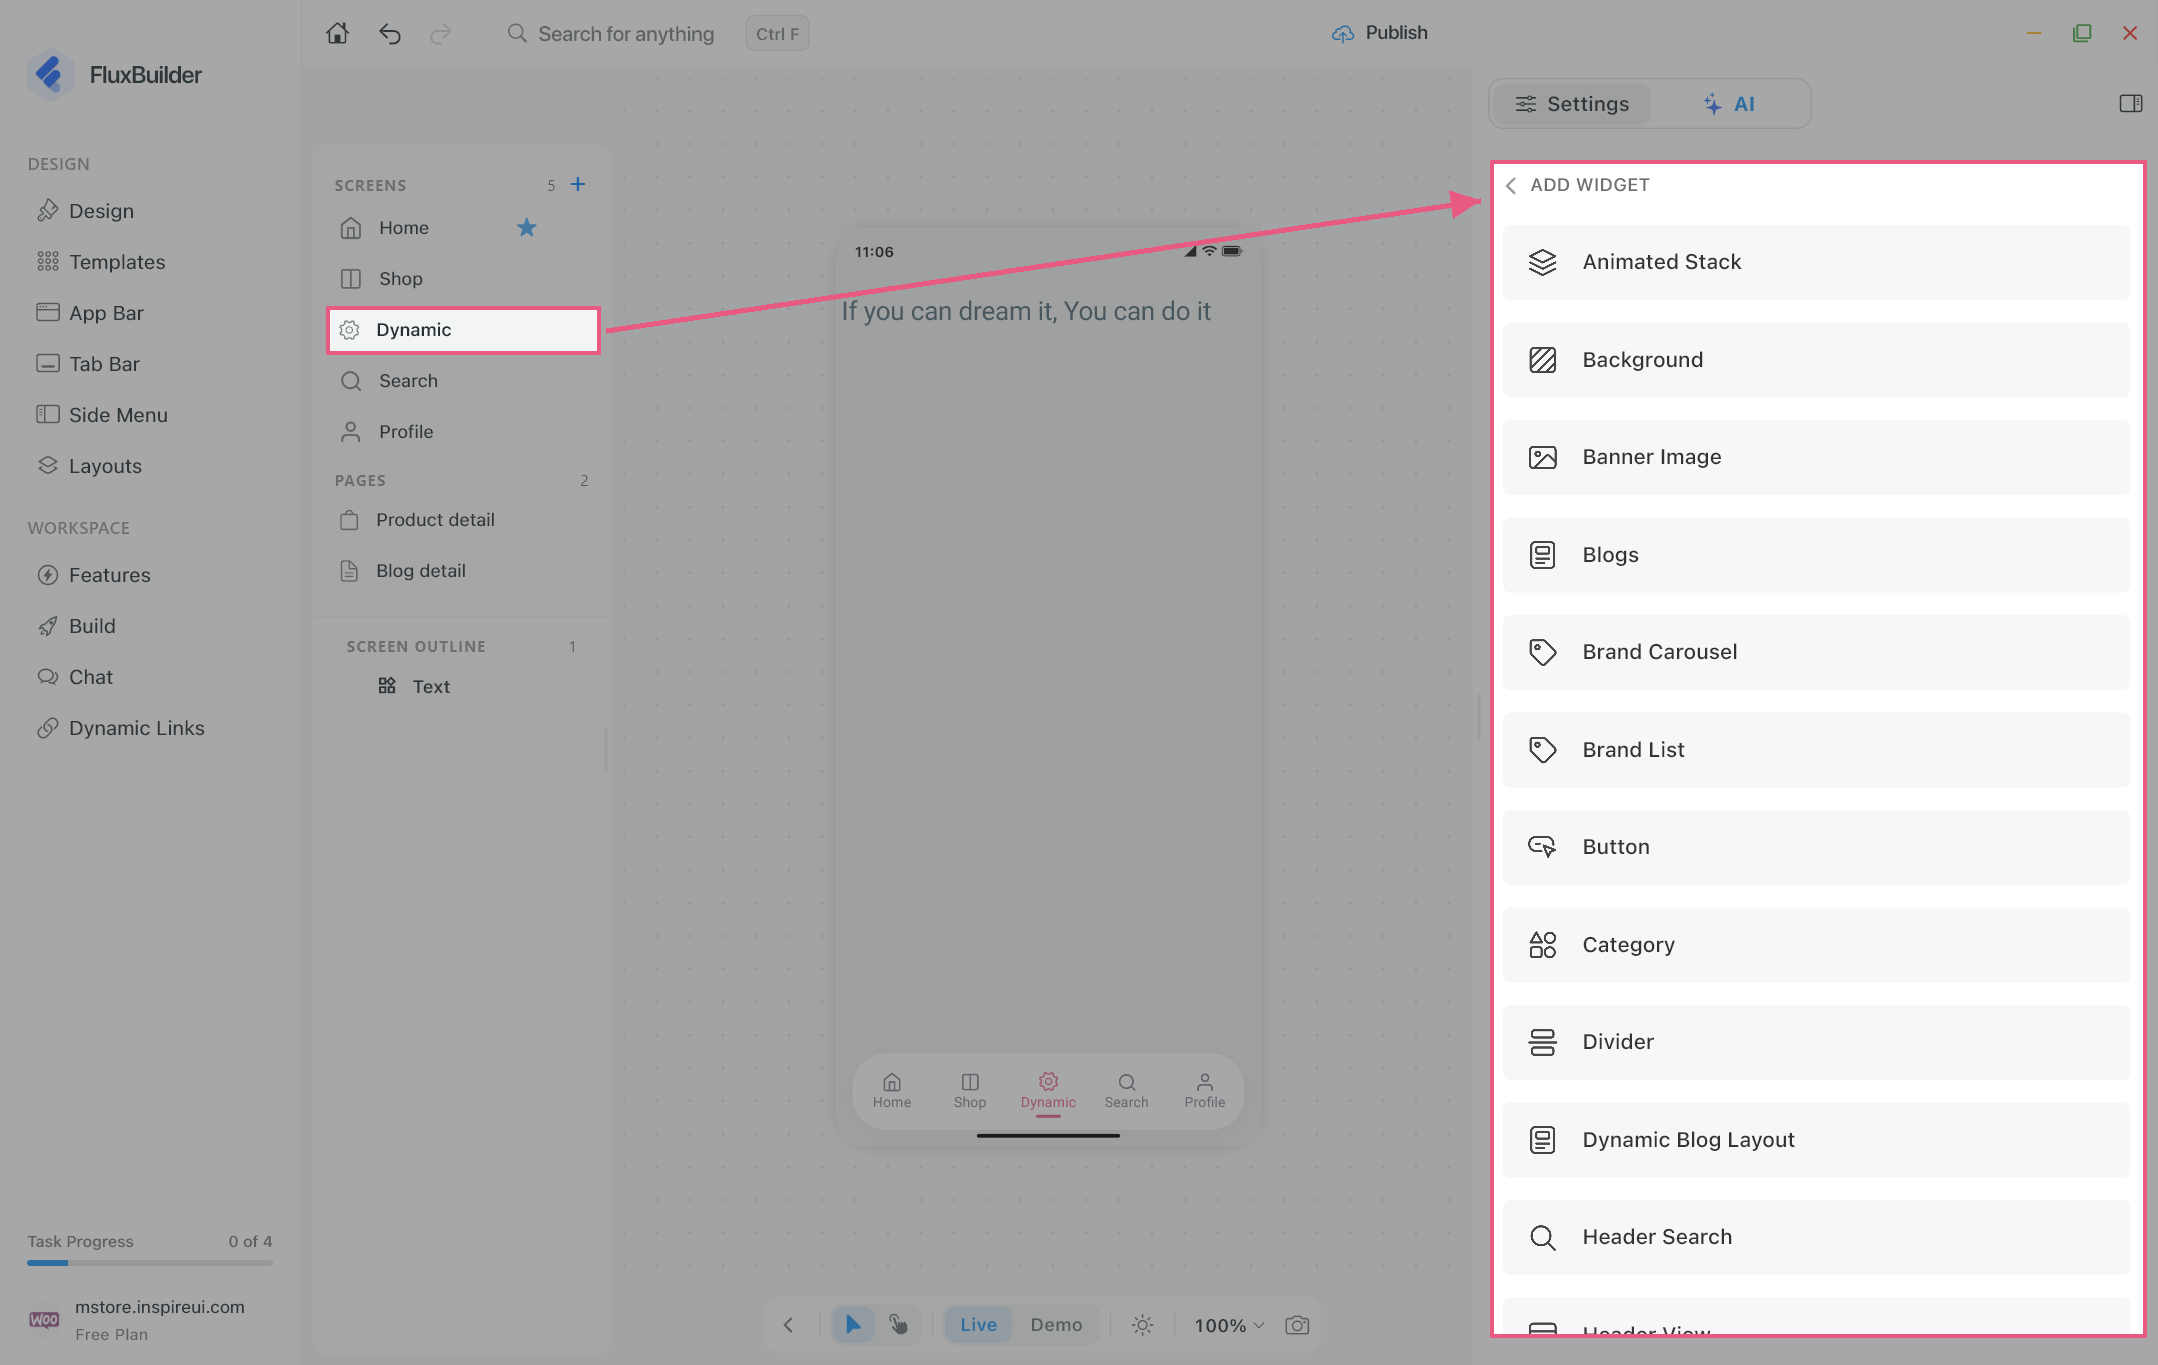 FluxBuilder
DESIGN
Design
Templates
App Bar
Tab Bar
Side Menu
Layouts
WORKSPACE
Features
Build
Chat
Dynamic Links
Task Progress
0 of 4
WOO
mstore.inspireui.com
Free Plan
Search for anything
Ctrl F
Publish
SCREENS
5
Home
Shop
Dynamic
Search
Profile
PAGES
2
Product detail
Blog detail
SCREEN OUTLINE
1
Text
11:06
If you can dream it, You can do it
Home
Shop
Dynamic
Search
Profile
Live
Demo
100%
Settings
AI
ADD WIDGET
Animated Stack
Background
Banner Image
Blogs
Brand Carousel
Brand List
Button
Category
Divider
Dynamic Blog Layout
Header Search
Header View